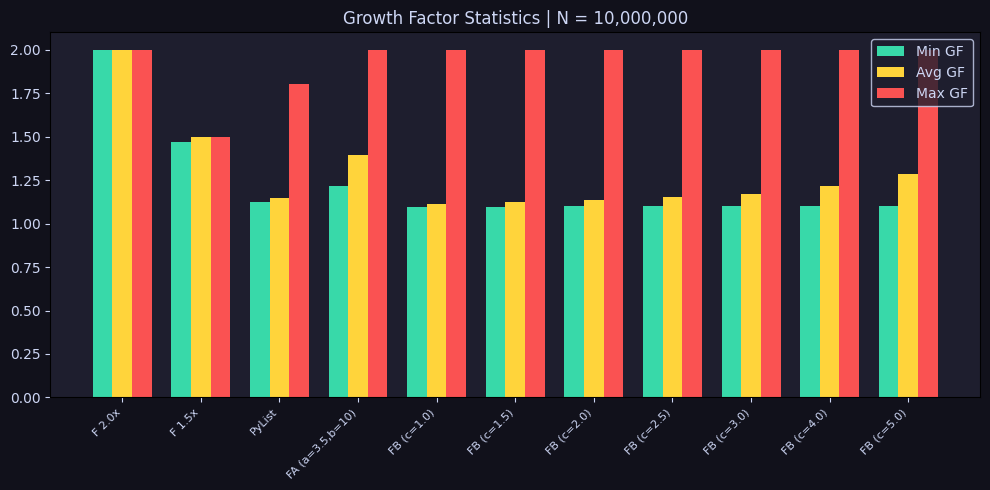 Growth Factor Statistics | N = 10,000,000
2.00
1.75
1.50
1.25
1.00
0.75
0.50
0.25
0.00
Min GF
Avg GF
Max GF
F 2.0x
F 1.5x
PyList
FA (a=3.5,b=10)
FB (c=1.0)
FB (c=1.5)
FB (c=2.0)
FB (c=2.5)
FB (c=3.0)
FB (c=4.0)
FB (c=5.0)